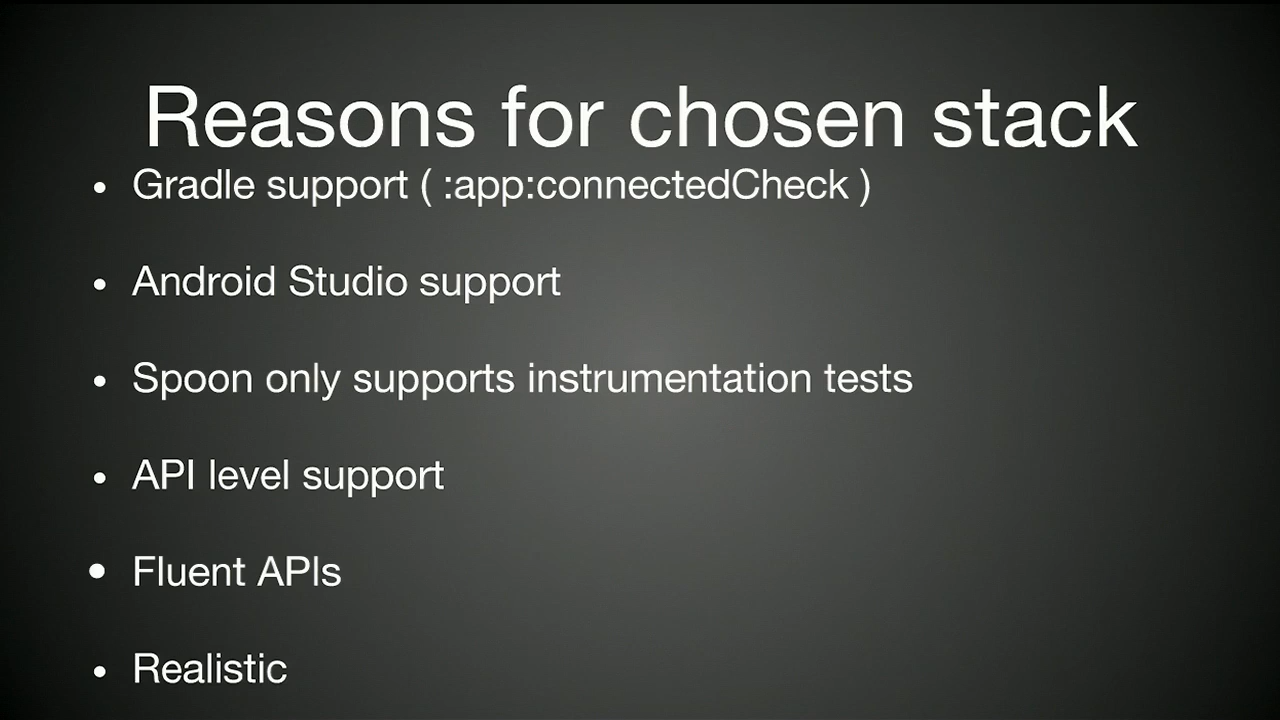 Reasons for chosen stack
• Gradle support ( :app:connectedCheck )
• Android Studio support
• Spoon only supports instrumentation tests
• API level support
• Fluent APIs
• Realistic